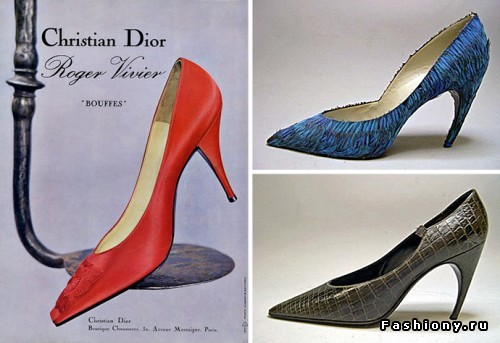 Christian Dior
Roger Vivier
"BOUFFES"
Christian Dior
Boutique Chaussures, 30, Avenue Montaigne, Paris.
Fashiony.ru